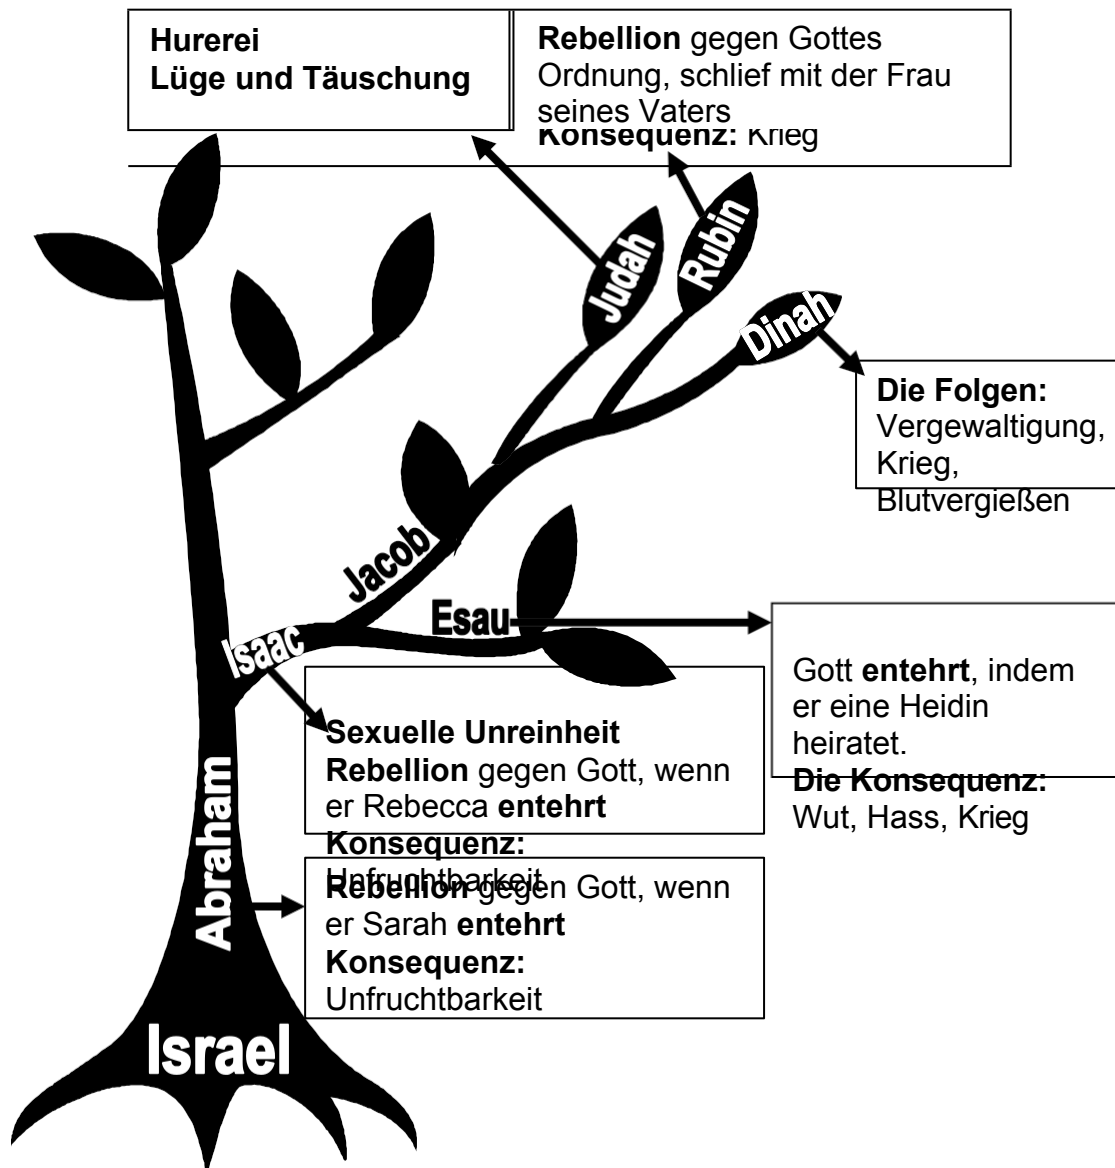 Hurerei
Lüge und Täuschung
Rebellion gegen Gottes
Ordnung, schlief mit der Frau
seines Vaters
Konsequenz: Krieg
Judah
Rubin
Dinah
Die Folgen:
Vergewaltigung,
Krieg,
Blutvergießen
Jacob
Esau
Isaac
Gott entehrt, indem
er eine Heidin
heiratet.
Die Konsequenz:
Wut, Hass, Krieg
Sexuelle Unreinheit
Rebellion gegen Gott, wenn
er Rebecca entehrt
Konsequenz:
Unfruchtbarkeit
Abraham
Rebellion gegen Gott, wenn
er Sarah entehrt
Konsequenz:
Unfruchtbarkeit
Israel